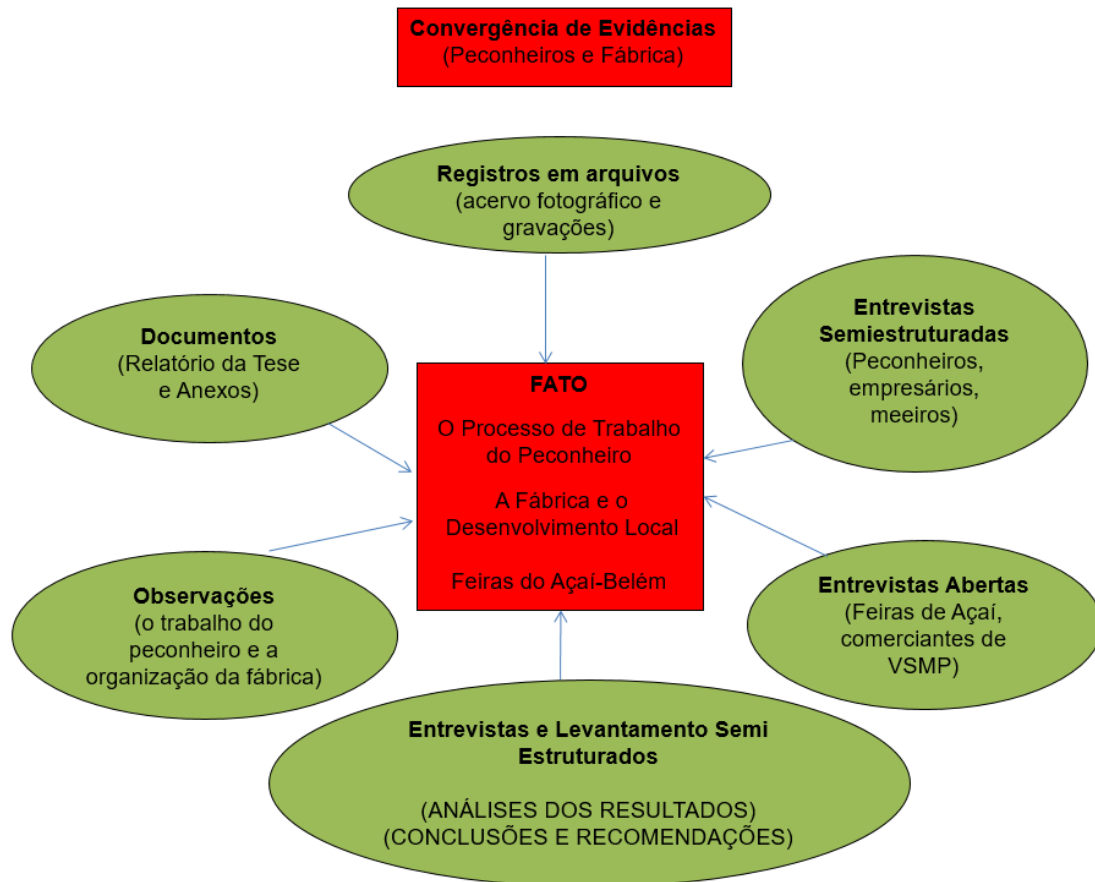 Convergência de Evidências
(Peconheiros e Fábrica)
Registros em arquivos
(acervo fotográfico e
gravações)
Documentos
(Relatório da Tese
e Anexos)
Entrevistas
Semiestruturadas
(Peconheiros,
empresários,
meeiros)
FATO
O Processo de Trabalho
do Peconheiro
A Fábrica e o
Desenvolvimento Local
Feiras do Açaí-Belém
Observações
(o trabalho do
peconheiro e a
organização da fábrica)
Entrevistas Abertas
(Feiras de Açaí,
comerciantes de
VSMP)
Entrevistas e Levantamento Semi
Estruturados
(ANÁLISES DOS RESULTADOS)
(CONCLUSÕES E RECOMENDAÇÕES)